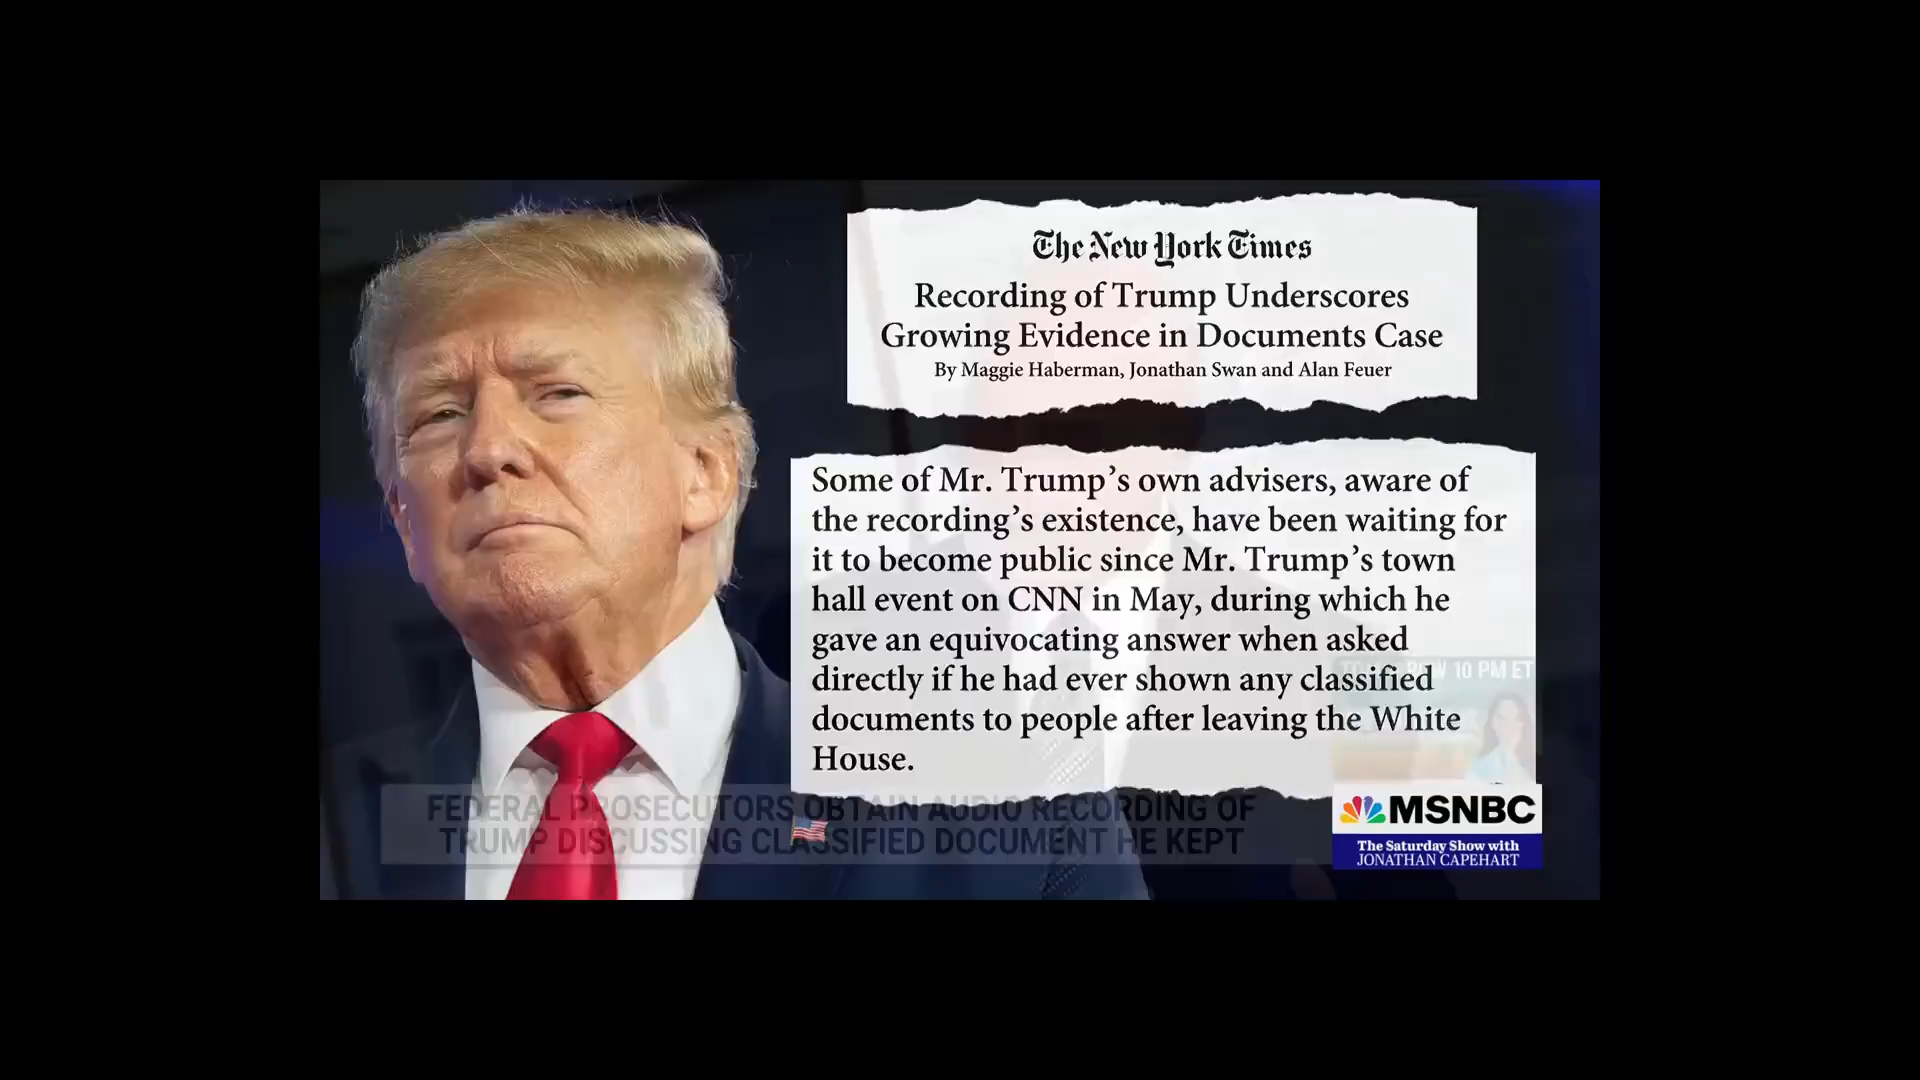 The New York Times
Recording of Trump Underscores
Growing Evidence in Documents Case
By Maggie Haberman, Jonathan Swan and Alan Feuer
Some of Mr. Trump’s own advisers, aware of
the recording’s existence, have been waiting for
it to become public since Mr. Trump’s town
hall event on CNN in May, during which he
gave an equivocating answer when asked
directly if he had ever shown any classified
documents to people after leaving the White
House.
10 PM ET
FEDERAL PROSECUTORS OBTAIN AUDIO RECORDING OF
TRUMP DISCUSSING CLASSIFIED DOCUMENT HE KEPT
MSNBC
The Saturday Show with
JONATHAN CAPEHART